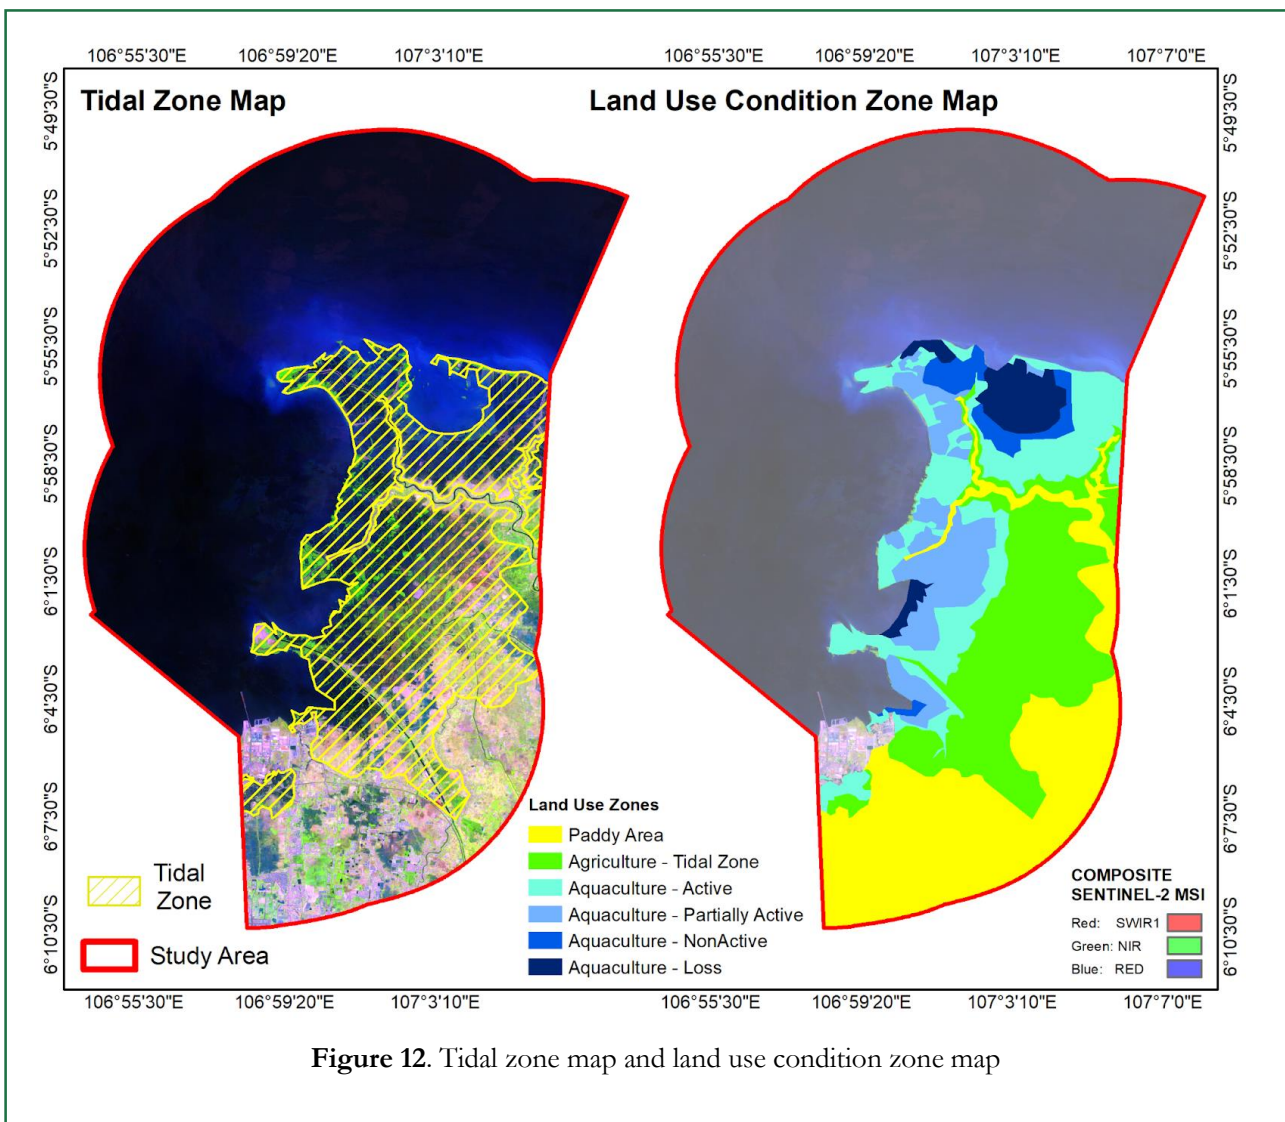 106°55'30"E 106°59'20"E 107°3'10"E 106°55'30"E 106°59'20"E 107°3'10"E 107°7'0"E
Tidal Zone Map
Land Use Condition Zone Map
5°49'30"S
5°52'30"S
5°55'30"S
5°58'30"S
6°1'30"S
6°4'30"S
6°7'30"S
6°10'30"S
5°49'30"S
5°52'30"S
5°55'30"S
5°58'30"S
6°1'30"S
6°4'30"S
6°7'30"S
6°10'30"S
Tidal
Zone
Study Area
Land Use Zones
Paddy Area
Agriculture - Tidal Zone
Aquaculture - Active
Aquaculture - Partially Active
Aquaculture - NonActive
Aquaculture - Loss
COMPOSITE
SENTINEL-2 MSI
Red: SWIR1
Green: NIR
Blue: RED
106°55'30"E 106°59'20"E 107°3'10"E 106°55'30"E 106°59'20"E 107°3'10"E 107°7'0"E
Figure 12. Tidal zone map and land use condition zone map